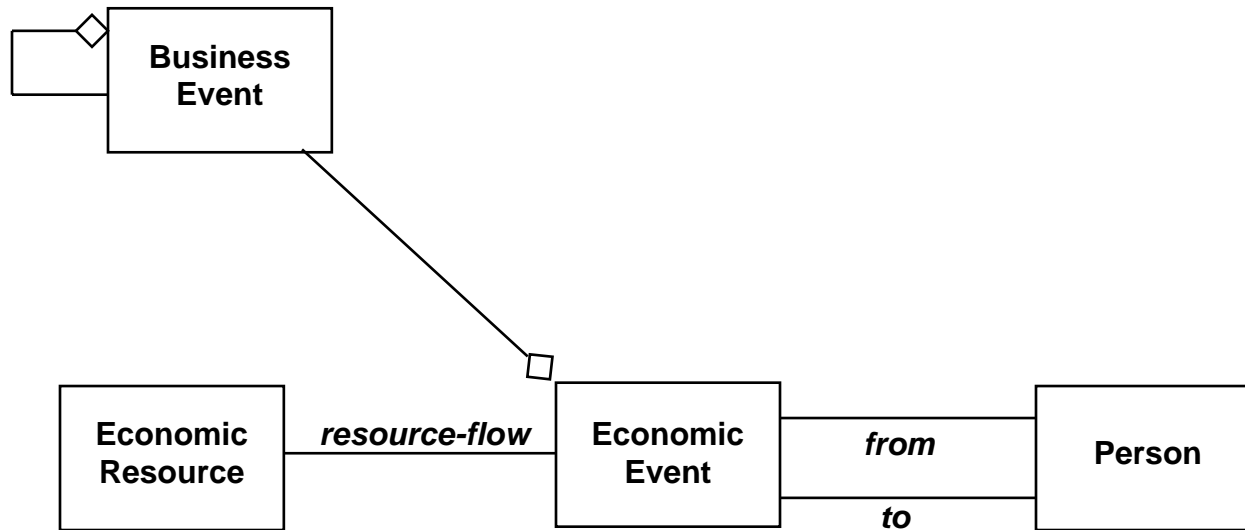 Business
Event
Economic
Resource
resource-flow
Economic
Event
from
to
Person